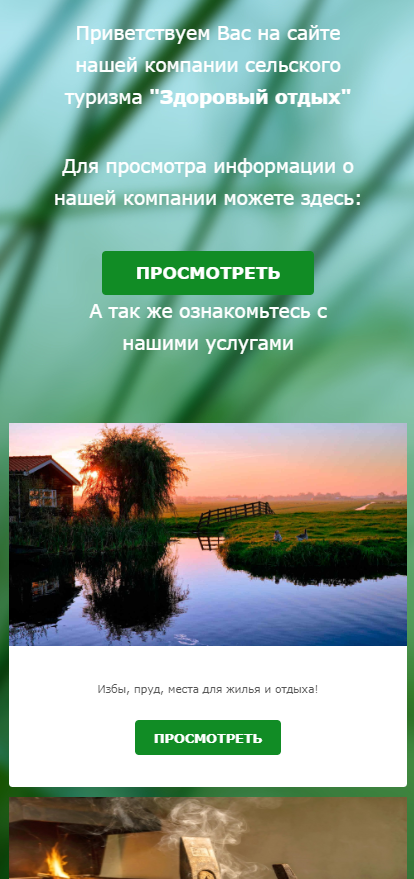 Приветствуем Вас на сайте
нашей компании сельского
туризма "Здоровый отдых"
Для просмотра информации о
нашей компании можете здесь:
ПРОСМОТРЕТЬ
А так же ознакомьтесь с
нашими услугами
Избы, пруд, места для жилья и отдыха!
ПРОСМОТРЕТЬ